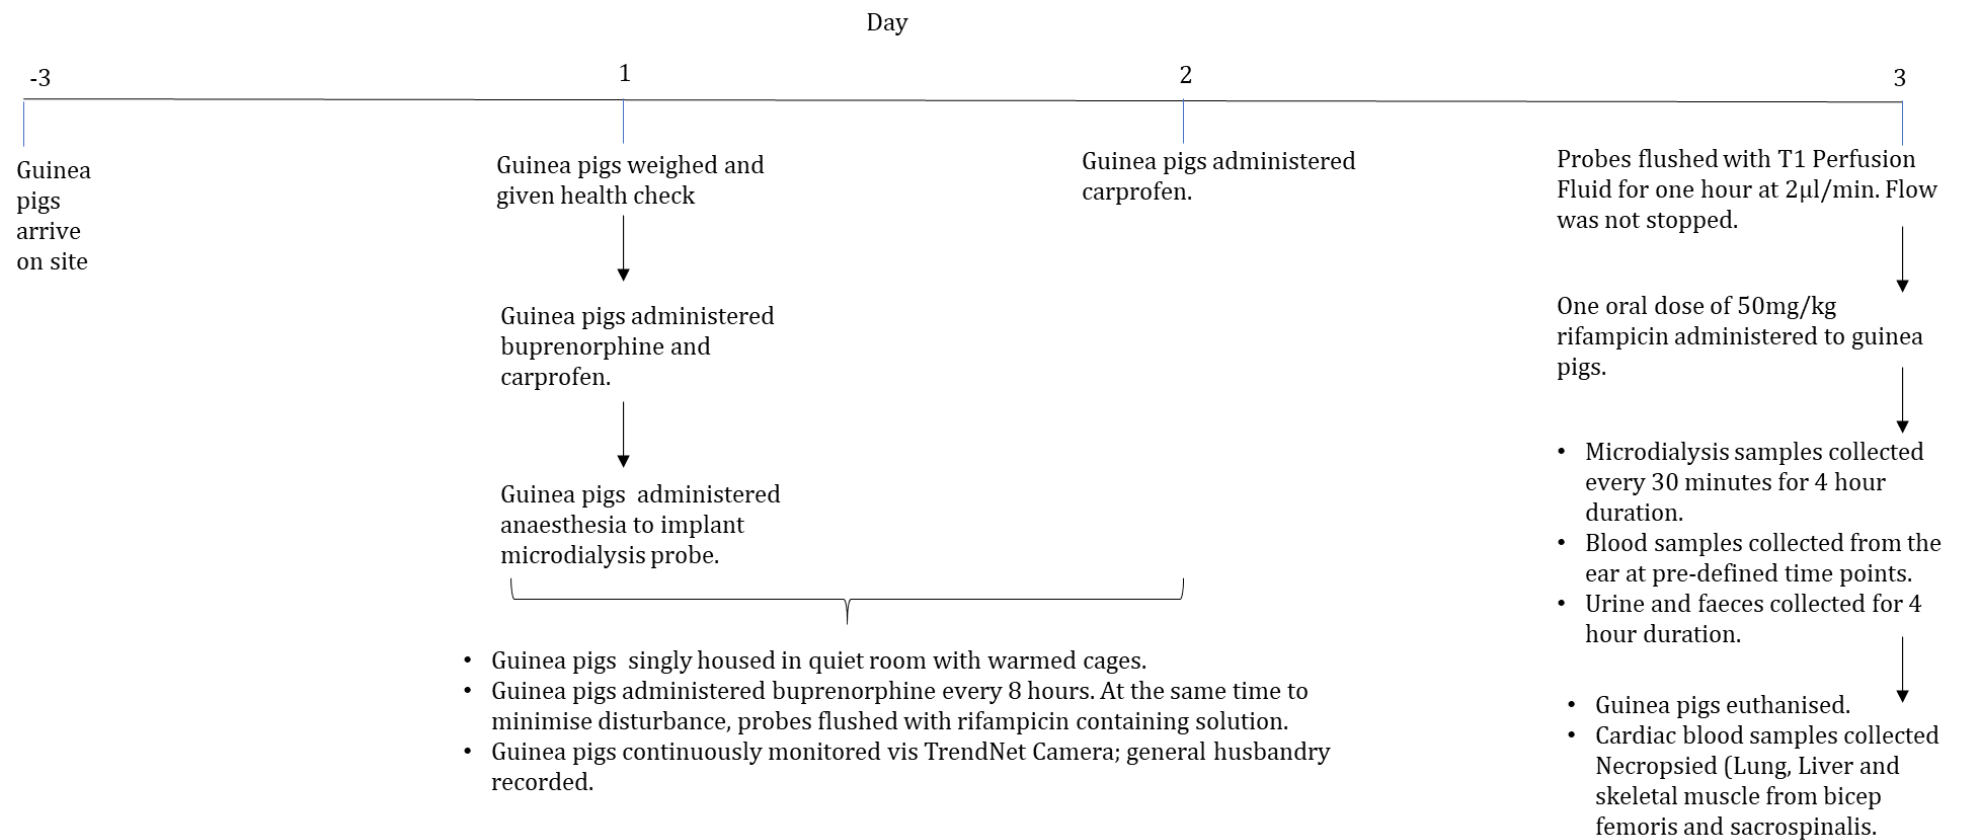 Day
-3
1
2
3
Guinea
pigs
arrive
on site
Guinea pigs weighed and
given health check
Guinea pigs administered
buprenorphine and
carprofen.
Guinea pigs  administered
anaesthesia to implant
microdialysis probe.
• Guinea pigs  singly housed in quiet room with warmed cages.
• Guinea pigs administered buprenorphine every 8 hours. At the same time to
minimise disturbance, probes flushed with rifampicin containing solution.
• Guinea pigs continuously monitored vis TrendNet Camera; general husbandry
recorded.
Guinea pigs administered
carprofen.
Probes flushed with T1 Perfusion
Fluid for one hour at 2μl/min. Flow
was not stopped.
One oral dose of 50mg/kg
rifampicin administered to guinea
pigs.
• Microdialysis samples collected
every 30 minutes for 4 hour
duration.
• Blood samples collected from the
ear at pre-defined time points.
• Urine and faeces collected for 4
hour duration.
• Guinea pigs euthanised.
• Cardiac blood samples collected
Necropsied (Lung, Liver and
skeletal muscle from bicep
femoris and sacrospinalis.